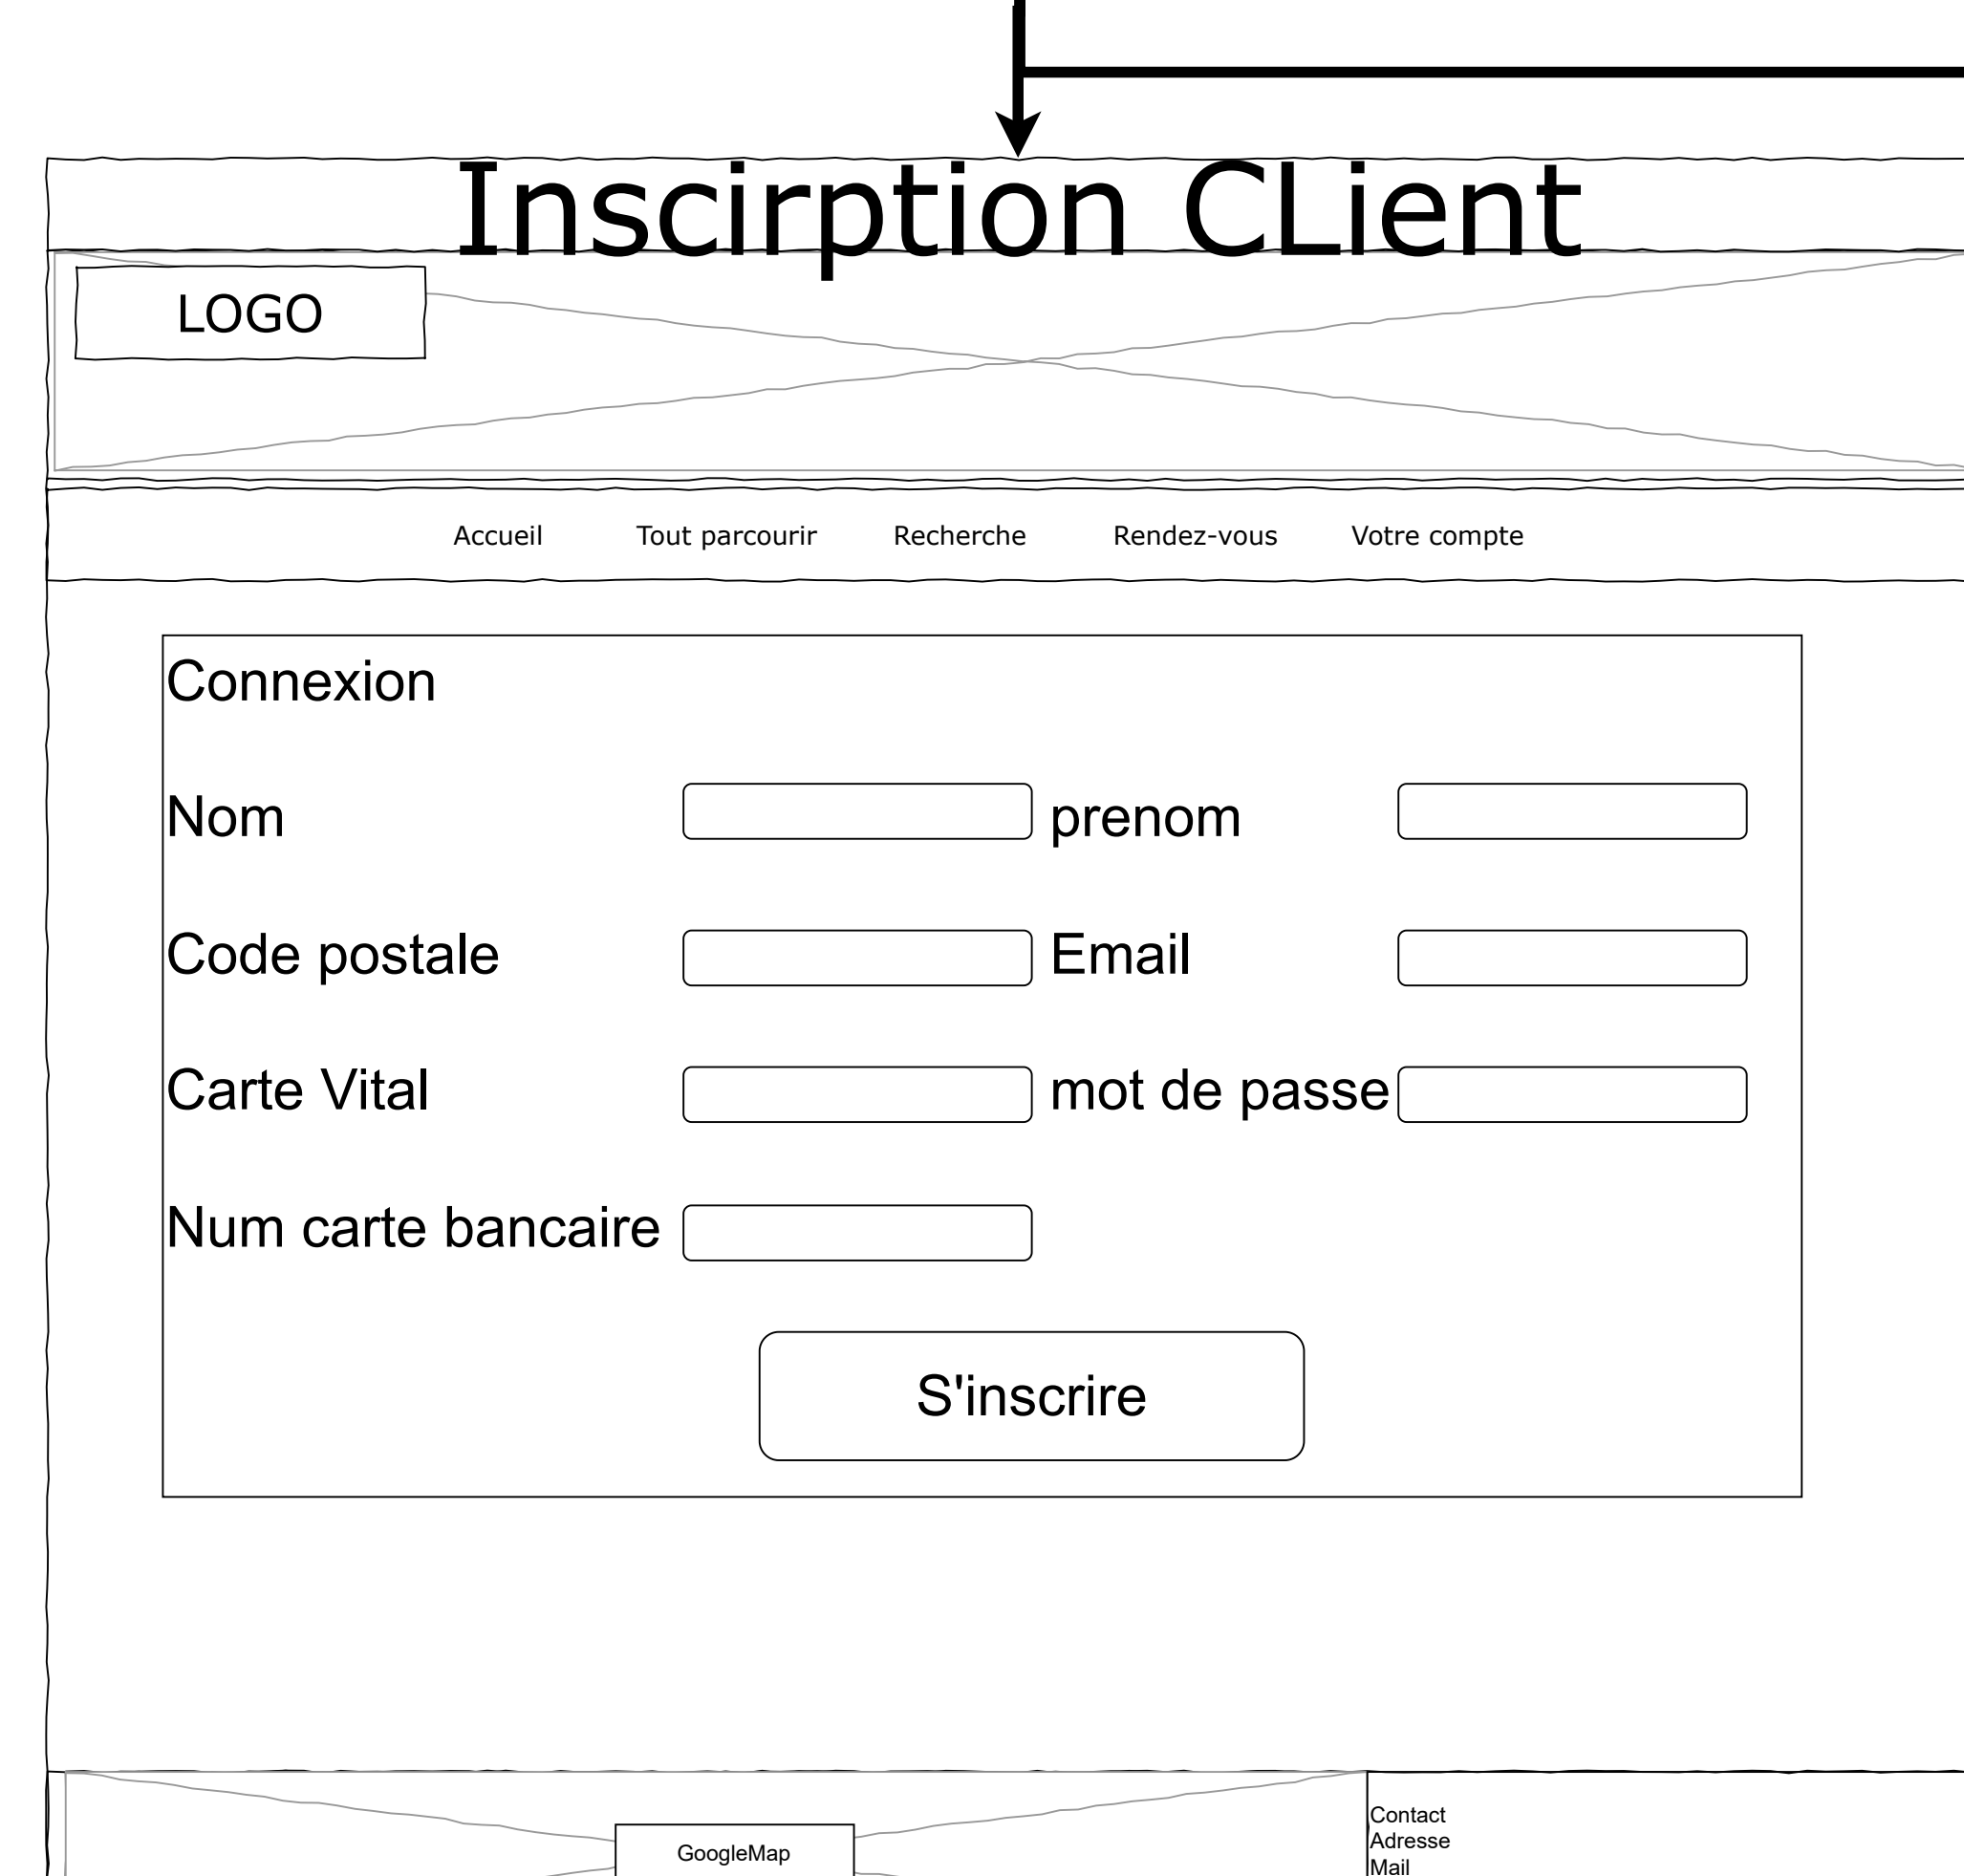 Inscirption CLient
LOGO
Accueil Tout parcourir Recherche Rendez-vous Votre compte
Connexion
Nom prenom
Code postale Email
Carte Vital mot de passe
Num carte bancaire
S'inscrire
GoogleMap
Contact
Adresse
Mail